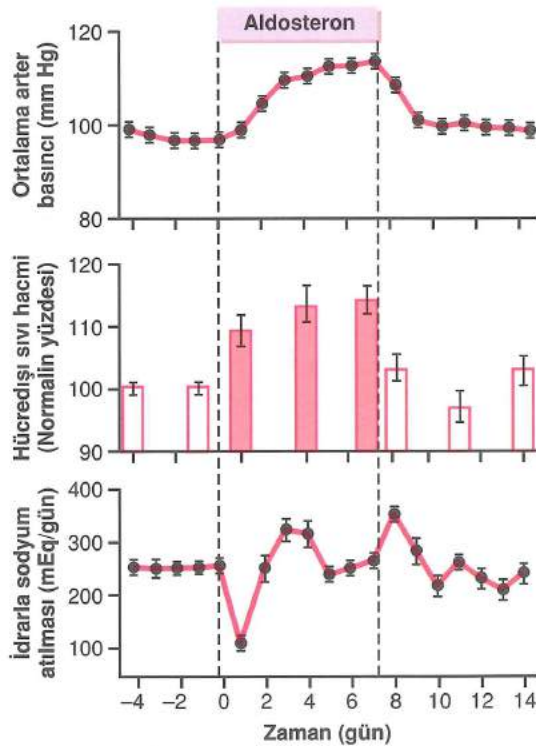 Aldosteron
Ortalama arter
basıncı (mm Hg)
120
100
80
Hücredışı sıvı hacmi
(Normalin yüzdesi)
120
110
100
90
İdrarla sodyum
atılması (mEq/gün)
400
300
200
100
−4 −2 0 2 4 6 8 10 12 14
Zaman (gün)